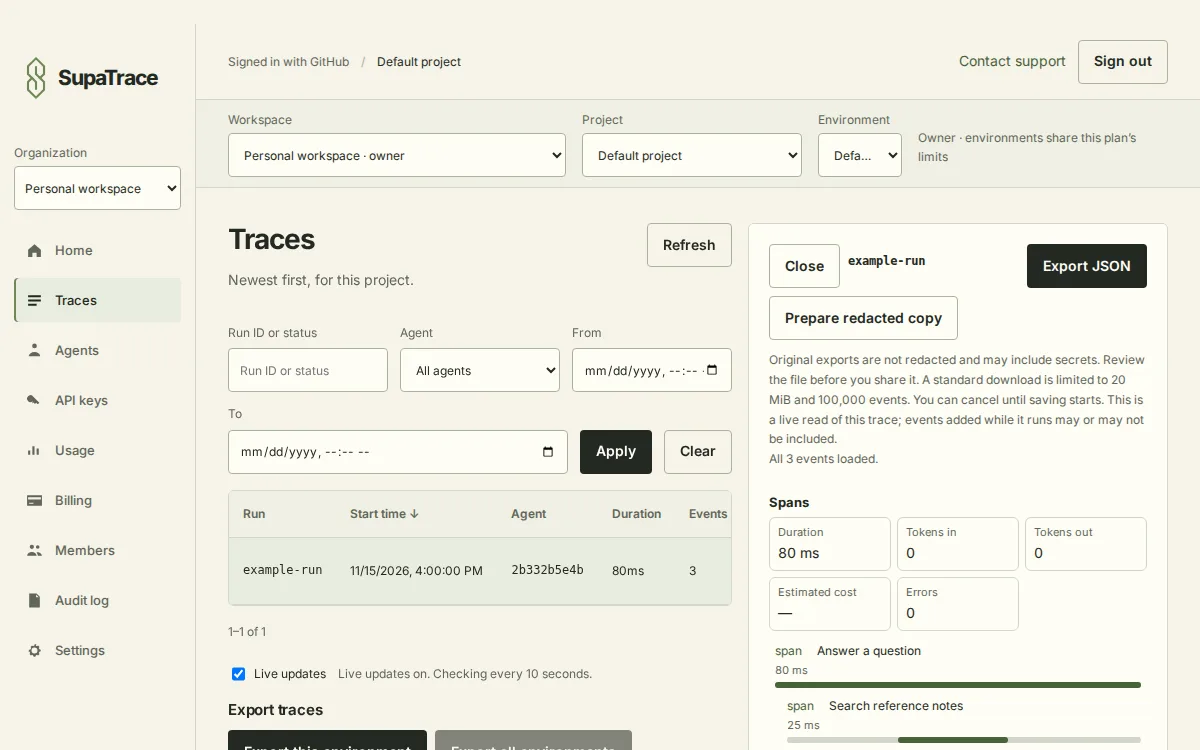 SupaTrace
Organization
Personal workspace
Home
Traces
Agents
API keys
Usage
Billing
Members
Audit log
Settings
Signed in with GitHub / Default project
Contact support
Sign out
Workspace
Personal workspace · owner
Project
Default project
Environment
Defa...
Owner · environments share this plan's
limits
Traces
Refresh
Newest first, for this project.
Run ID or status
Run ID or status
Agent
All agents
From
mm/dd/yyyy, --:-- -
To
mm/dd/yyyy, --:-- --
Apply
Clear
Run Start time ↓ Agent Duration Events
example-run 11/15/2026, 4:00:00 PM 2b332b5e4b 80ms 3
1–1 of 1
Live updates Live updates on. Checking every 10 seconds.
Export traces
Export this environment Export all environments
Close
example-run
Export JSON
Prepare redacted copy
Original exports are not redacted and may include secrets. Review
the file before you share it. A standard download is limited to 20
MiB and 100,000 events. You can cancel until saving starts. This is
a live read of this trace; events added while it runs may or may not
be included.
All 3 events loaded.
Spans
Duration
80 ms
Tokens in
0
Tokens out
0
Estimated cost
—
Errors
0
span Answer a question
80 ms
span Search reference notes
25 ms